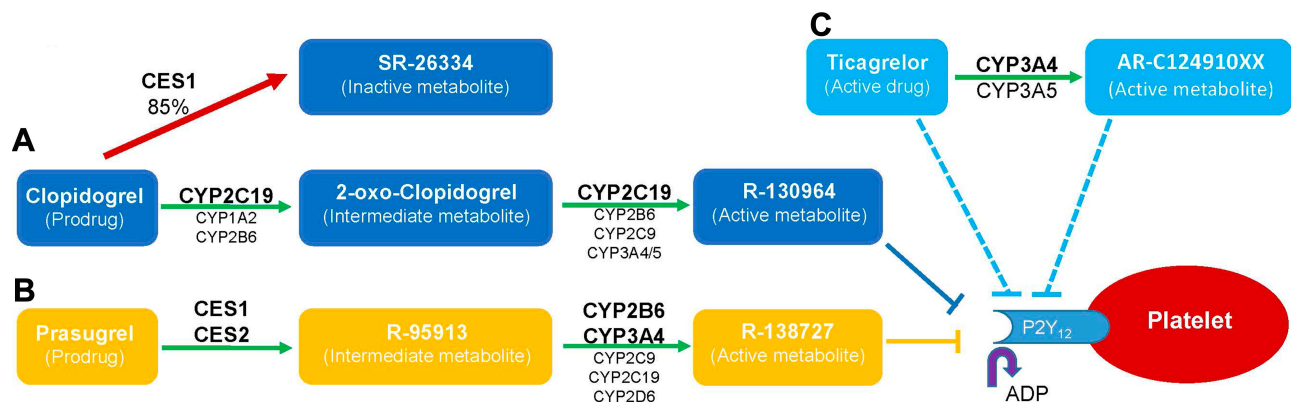 C
SR-26334
(Inactive metabolite)
CES1
85%
Ticagrelor
(Active drug)
CYP3A4
CYP3A5
AR-C124910XX
(Active metabolite)
A
Clopidogrel
(Prodrug)
CYP2C19
CYP1A2
CYP2B6
2-oxo-Clopidogrel
(Intermediate metabolite)
CYP2C19
CYP2B6
CYP2C9
CYP3A4/5
R-130964
(Active metabolite)
B
Prasugrel
(Prodrug)
CES1
CES2
R-95913
(Intermediate metabolite)
CYP2B6
CYP3A4
CYP2C9
CYP2C19
CYP2D6
R-138727
(Active metabolite)
P2Y12
Platelet
ADP